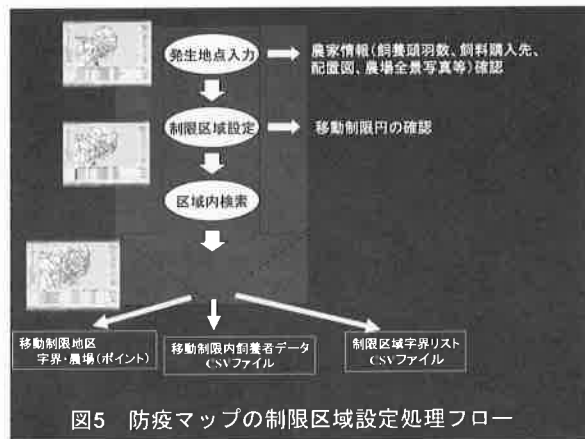 発生地点入力
農家情報(飼養頭羽数、飼料購入先、
配置図、農場全景写真等)確認
制限区域設定
移動制限円の確認
区域内検索
移動制限地区
字界・農場(ポイント)
移動制限内飼養者データ
CSVファイル
制限区域字界リスト
CSVファイル
図5 防疫マップの制限区域設定処理フロー